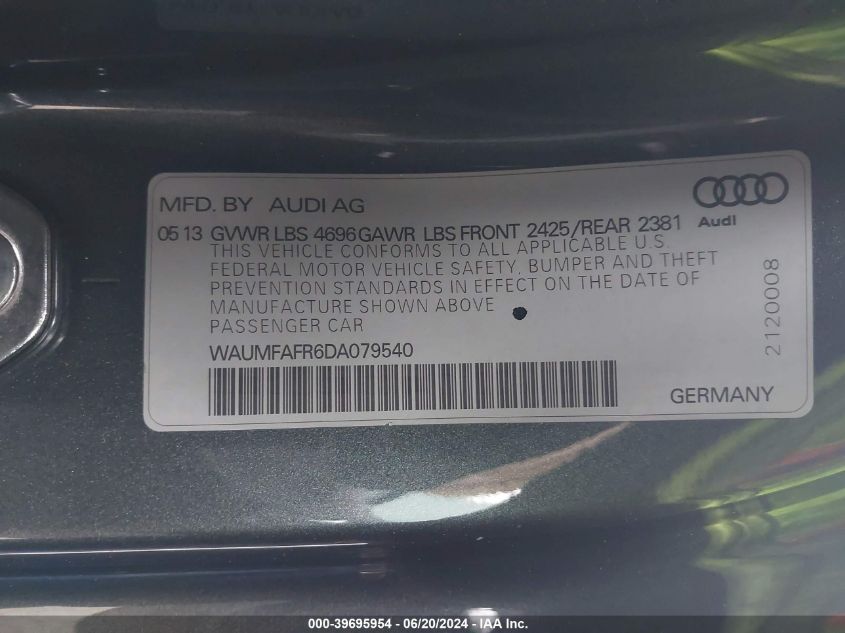 MFD. BY AUDI AG
Audi
05 13 GVWR LBS 4696 GAWR LBS FRONT 2425/REAR 2381
THIS VEHICLE CONFORMS TO ALL APPLICABLE U.S.
FEDERAL MOTOR VEHICLE SAFETY, BUMPER AND THEFT
PREVENTION STANDARDS IN EFFECT ON THE DATE OF
MANUFACTURE SHOWN ABOVE
PASSENGER CAR
2120008
WAUMFAFR6DA079540
GERMANY
000-39695954 - 06/20/2024 - IAA Inc.